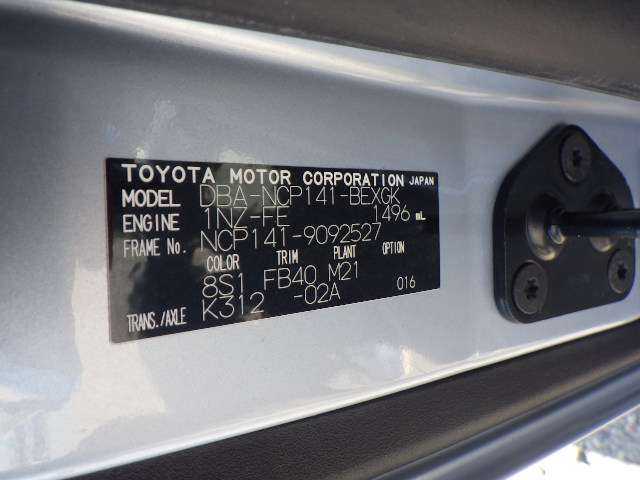 TOYOTA MOTOR CORPORATION JAPAN
MODEL DBA-NCP141-BEXGK
ENGINE 1NZ-FE 1496 mL
FRAME No. NCP141-9092527
COLOR TRIM PLANT OPTION
8S1 FB40 M21
TRANS./AXLE K312 -02A 016